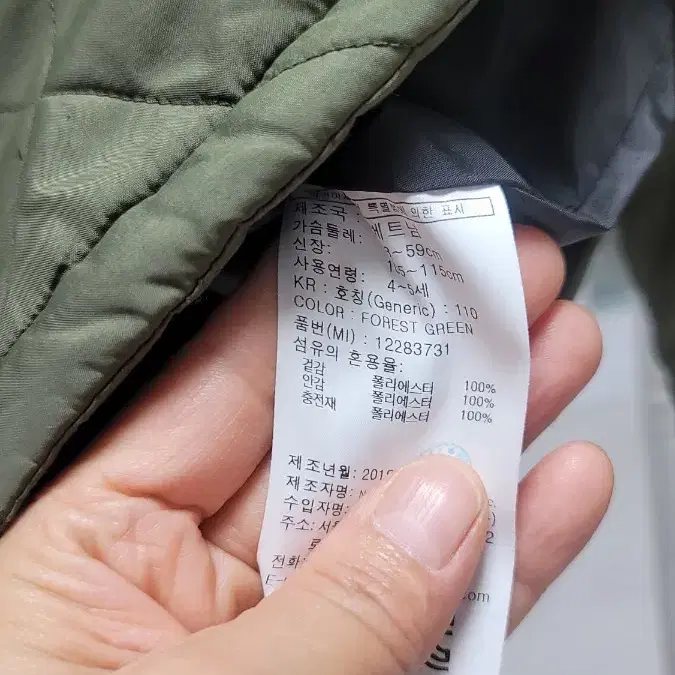 특별법에 의한 표시
제조국 : 베트남
가슴둘레: ~59cm
신장: ~115cm
사용연령: 4~5세
KR : 호칭(Generic) : 110
COLOR : FOREST GREEN
품번(MI) : 12283731
섬유의 혼용율:
겉감 폴리에스터 100%
안감 폴리에스터 100%
충전재 폴리에스터 100%
제조년월: 201
제조자명:
수입자명:
주소: 서울
전화
.com